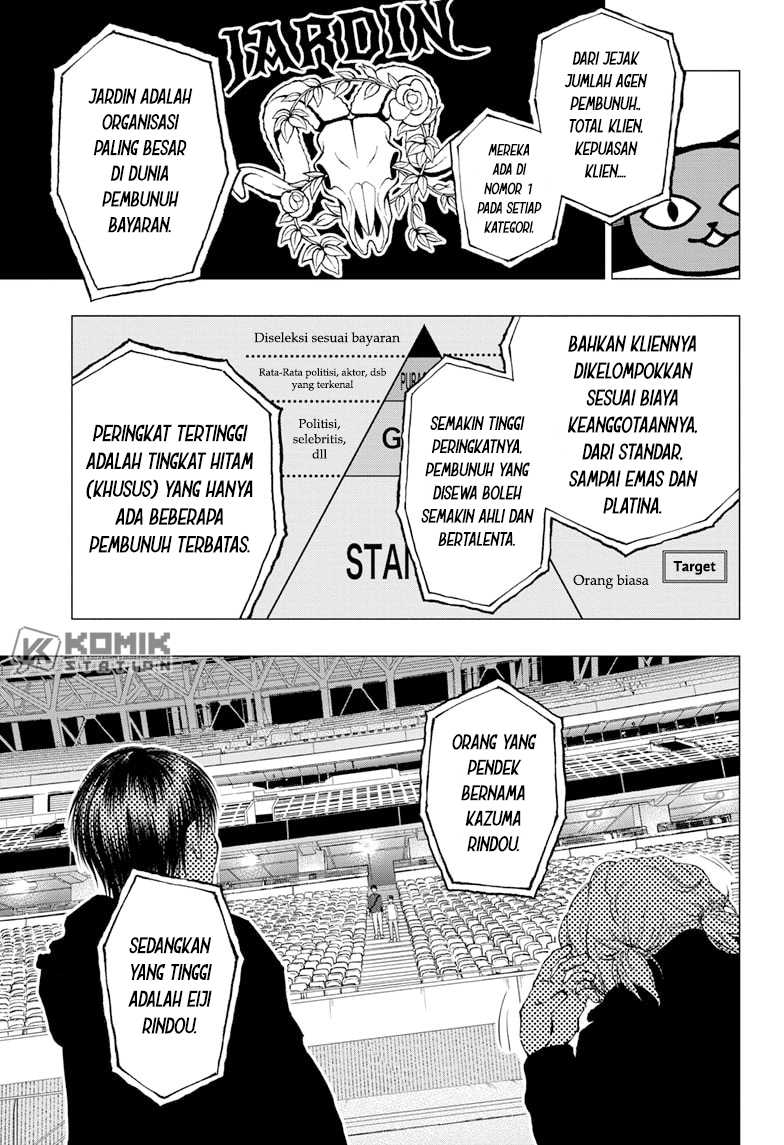 JARDIN
DARI JEJAK
JUMLAH AGEN
PEMBUNUH..
TOTAL KLIEN,
KEPUASAN
KLIEN....
MEREKA
ADA DI
NOMOR 1
PADA SETIAP
KATEGORI.
JARDIN ADALAH
ORGANISASI
PALING BESAR
DI DUNIA
PEMBUNUH
BAYARAN.
BAHKAN KLIENNYA
DIKELOMPOKKAN
SESUAI BIAYA
KEANGGOTAANNYA,
DARI STANDAR,
SAMPAI EMAS DAN
PLATINA.
SEMAKIN TINGGI
PERINGKATNYA,
PEMBUNUH YANG
DISEWA BOLEH
SEMAKIN AHLI DAN
BERTALENTA.
Diseleksi sesuai bayaran
Rata-Rata politisi, aktor, dsb
yang terkenal
Politisi,
selebritis,
dll
G
STAN
Orang biasa
Target
PERINGKAT TERTINGGI
ADALAH TINGKAT HITAM
(KHUSUS) YANG HANYA
ADA BEBERAPA
PEMBUNUH TERBATAS.
KOMIK
STATION
ORANG YANG
PENDEK
BERNAMA
KAZUMA
RINDOU.
SEDANGKAN
YANG TINGGI
ADALAH EIJI
RINDOU.